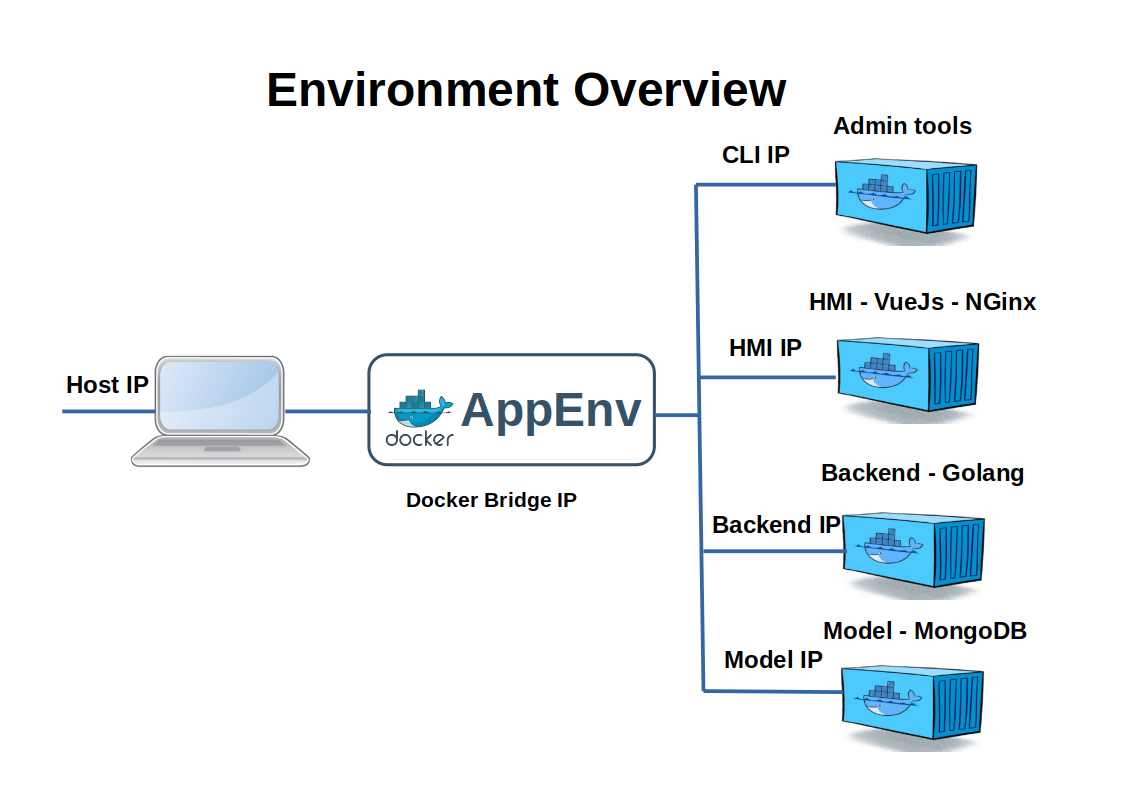 Environment Overview
Admin tools
CLI IP
HMI - VueJs - NGinx
HMI IP
Host IP
docker
AppEnv
Docker Bridge IP
Backend - Golang
Backend IP
Model - MongoDB
Model IP